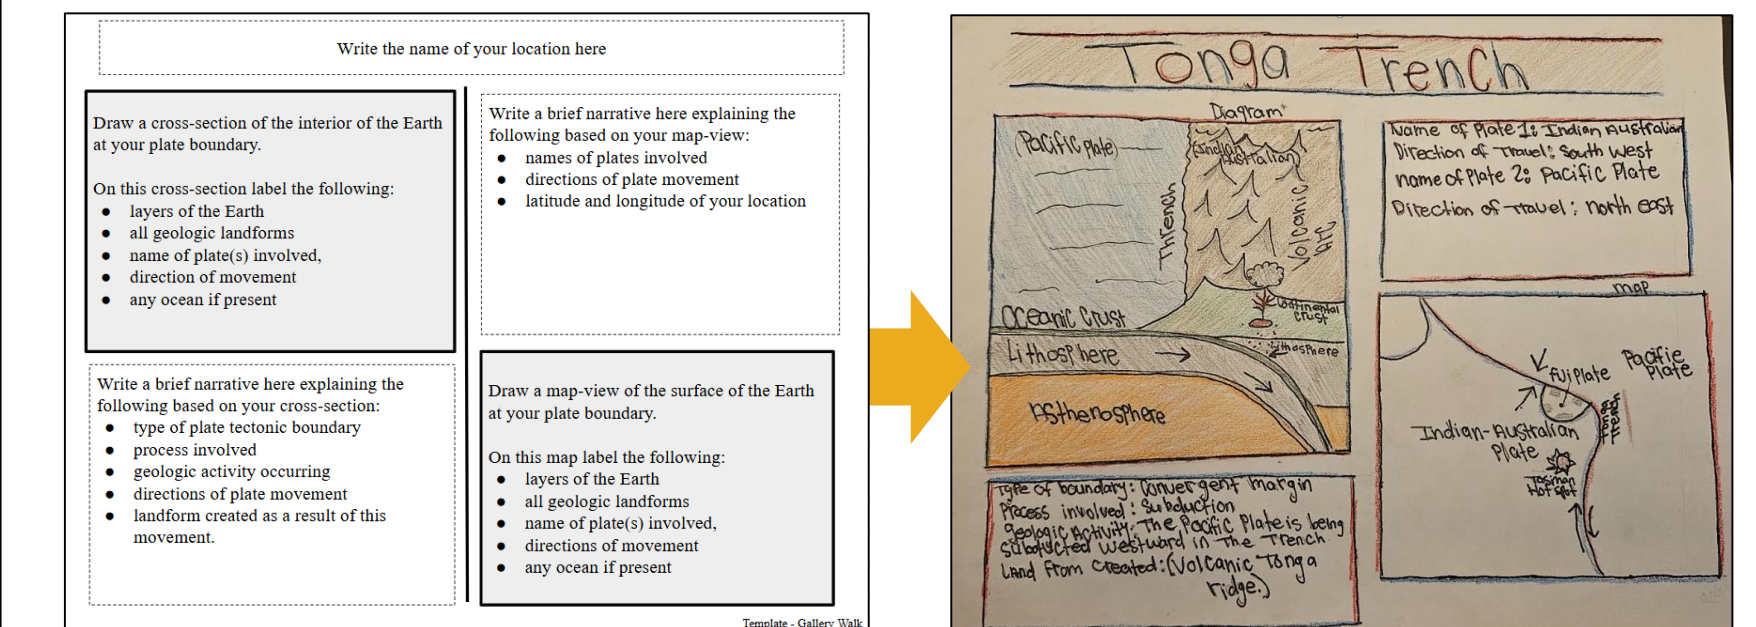 Write the name of your location here
Draw a cross-section of the interior of the Earth
at your plate boundary.
On this cross-section label the following:
● layers of the Earth
● all geologic landforms
● name of plate(s) involved,
● direction of movement
● any ocean if present
Write a brief narrative here explaining the
following based on your cross-section:
● type of plate tectonic boundary
● process involved
● geologic activity occurring
● directions of plate movement
● landform created as a result of this
movement.
Write a brief narrative here explaining the
following based on your map-view:
● names of plates involved
● directions of plate movement
● latitude and longitude of your location
Draw a map-view of the surface of the Earth
at your plate boundary.
On this map label the following:
● layers of the Earth
● all geologic landforms
● name of plate(s) involved,
● directions of movement
● any ocean if present
Template - Gallery Walk
Tonga Trench
Diagram
(Pacific Plate)
(Indian
Australian)
Thrench
Volcanic
Arc
Oceanic Crust
Continental
Crust
Lithosphere
Lithosphere
Asthenosphere
Type of boundary: Convergent margin
Process involved: Subduction
Geologic Activity: The Pacific Plate is being
subducted westward in the Trench
Land from created: (Volcanic Tonga
ridge.)
Name of Plate 1: Indian Australian
Direction of Travel: South West
name of Plate 2: Pacific Plate
Direction of Travel: north east
map
Fuji Plate
Pacific
Plate
Tonga
Trench
Indian-Australian
Plate
Tasman
Hot spot